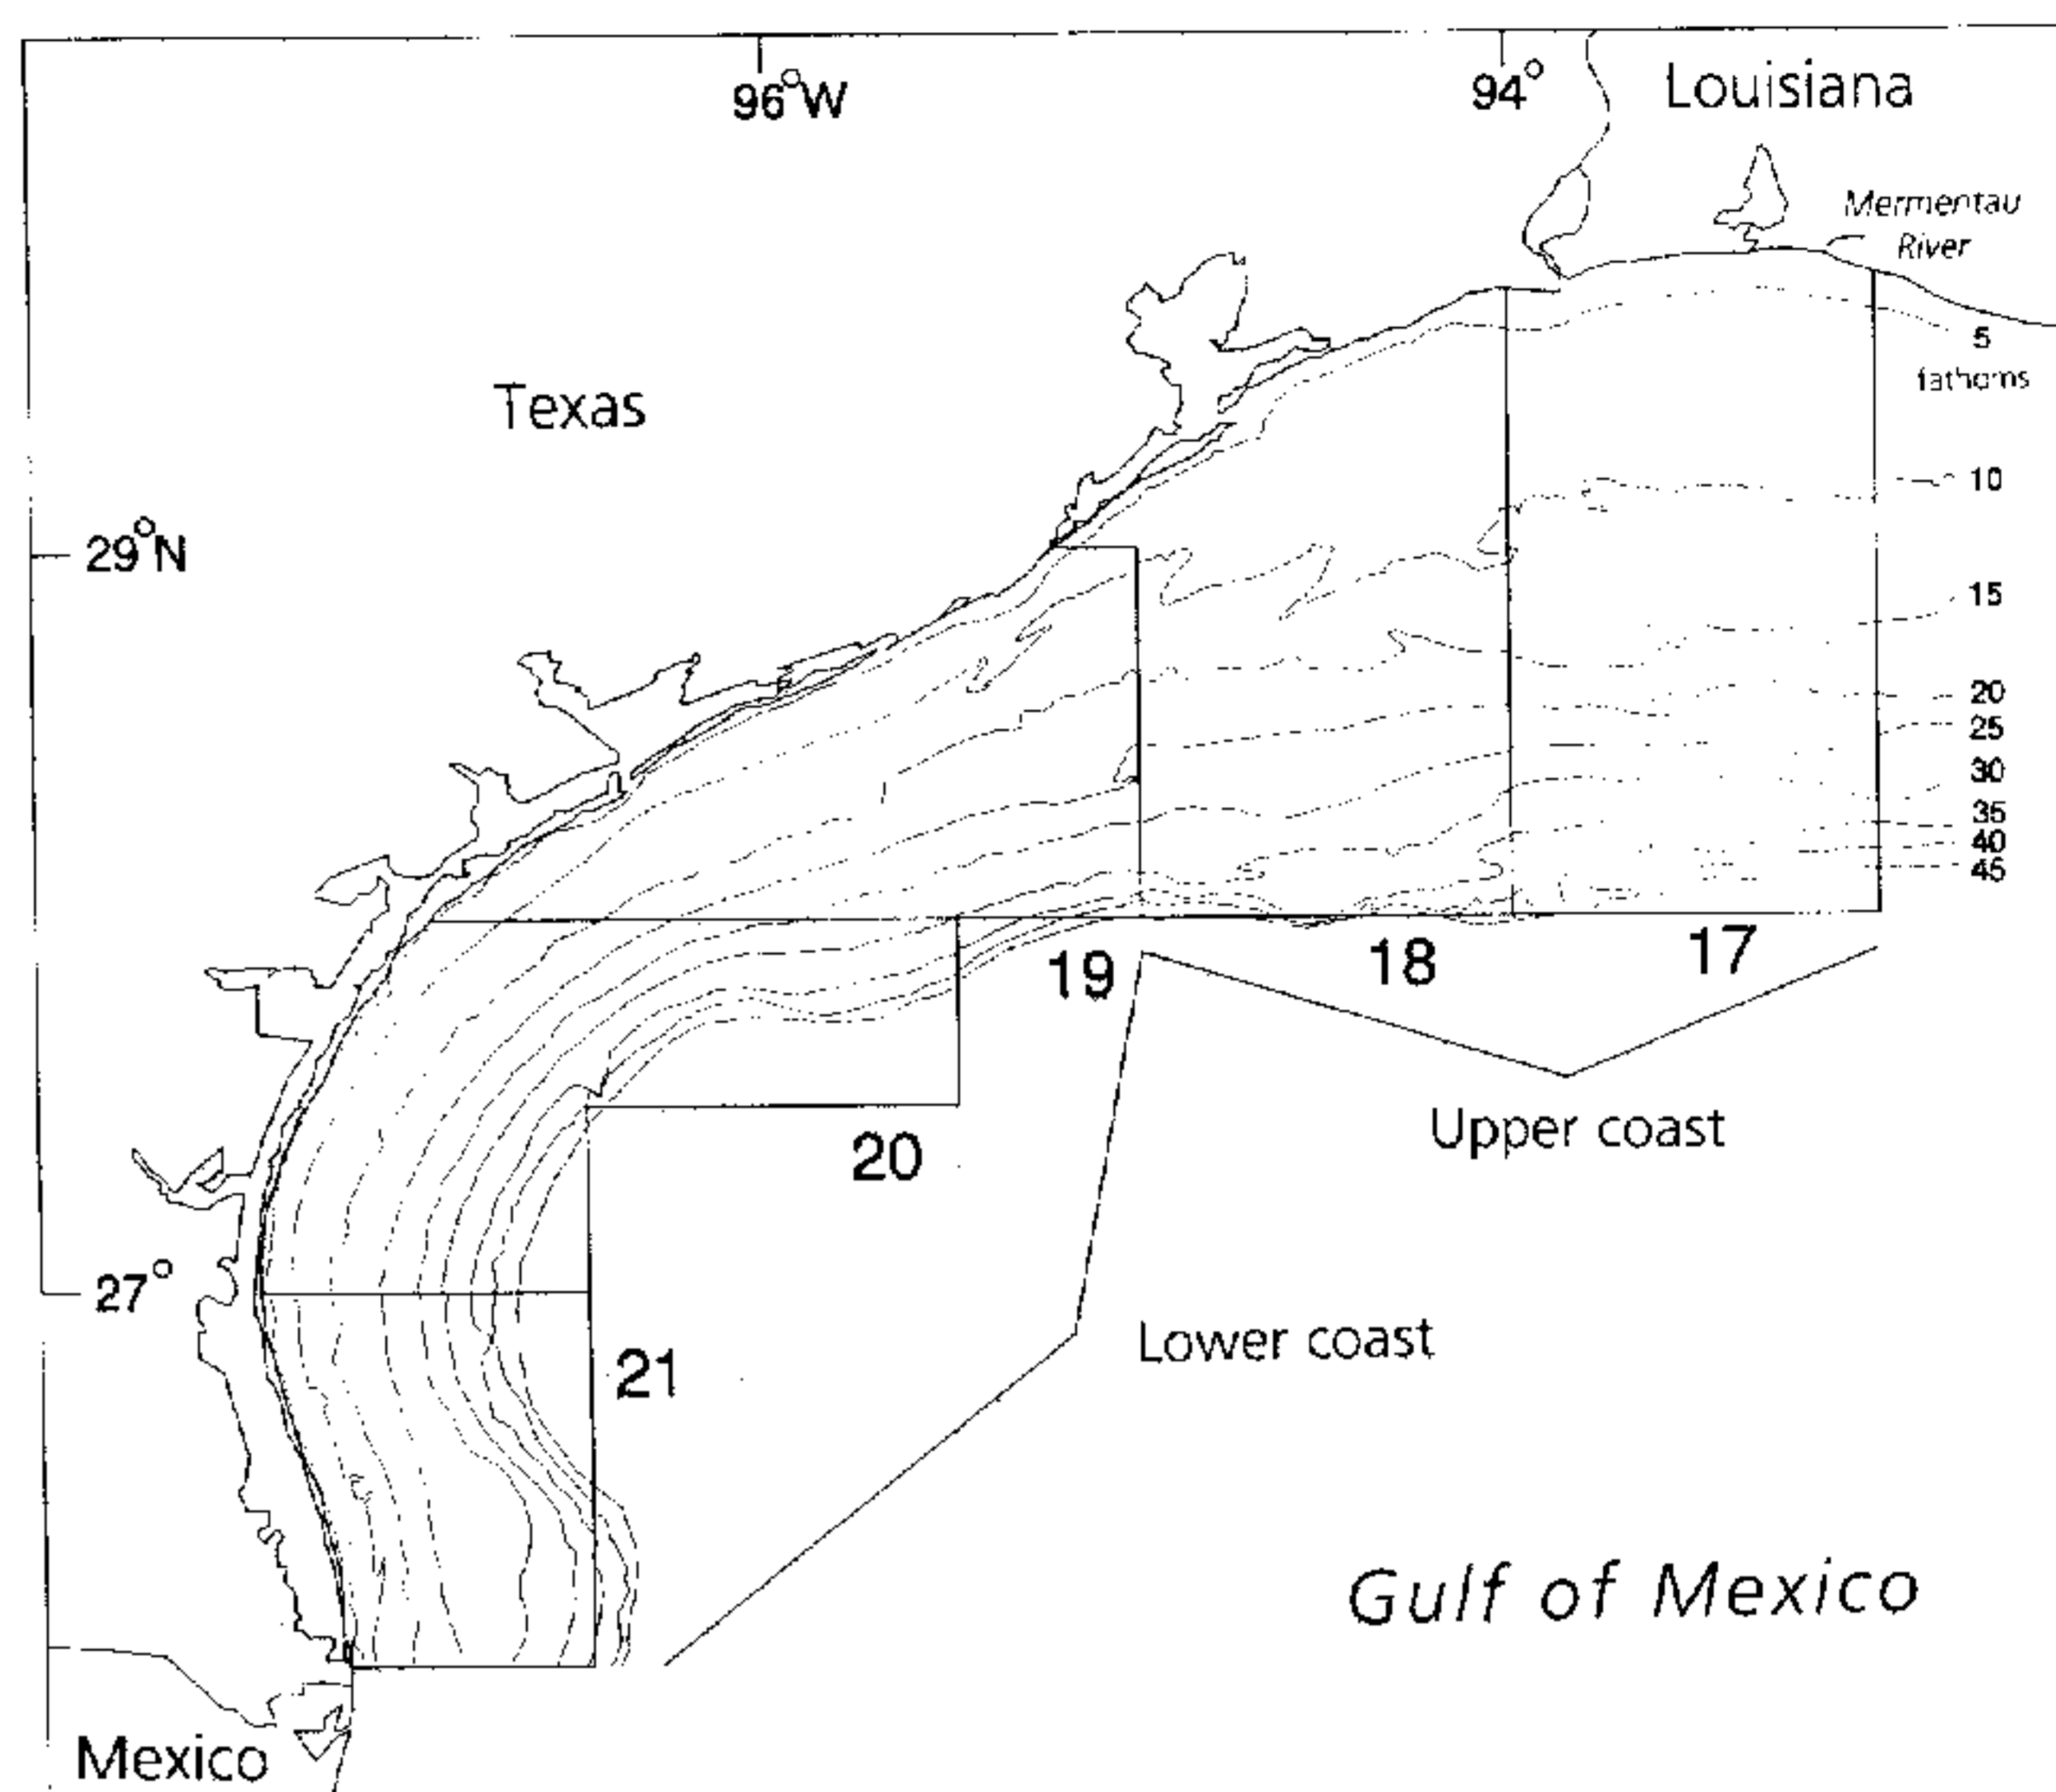 96°W
94°
Louisiana
Mermentau
River
5
fathoms
Texas
10
29°N
15
20
25
30
35
40
45
19
18
17
20
Upper coast
27°
21
Lower coast
Gulf of Mexico
Mexico